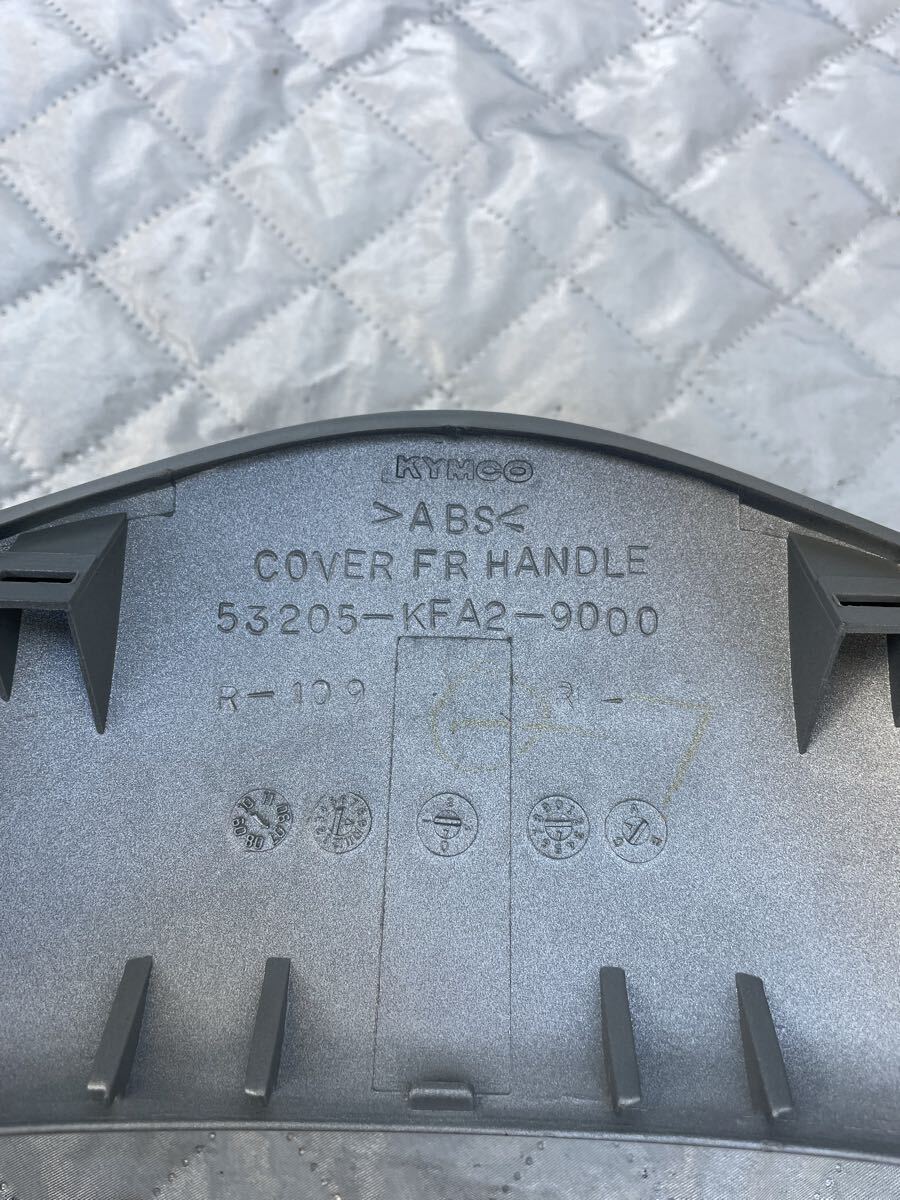 KYMCO
>ABS<
COVER FR HANDLE
53205-KFA2-9000
R-109 R-